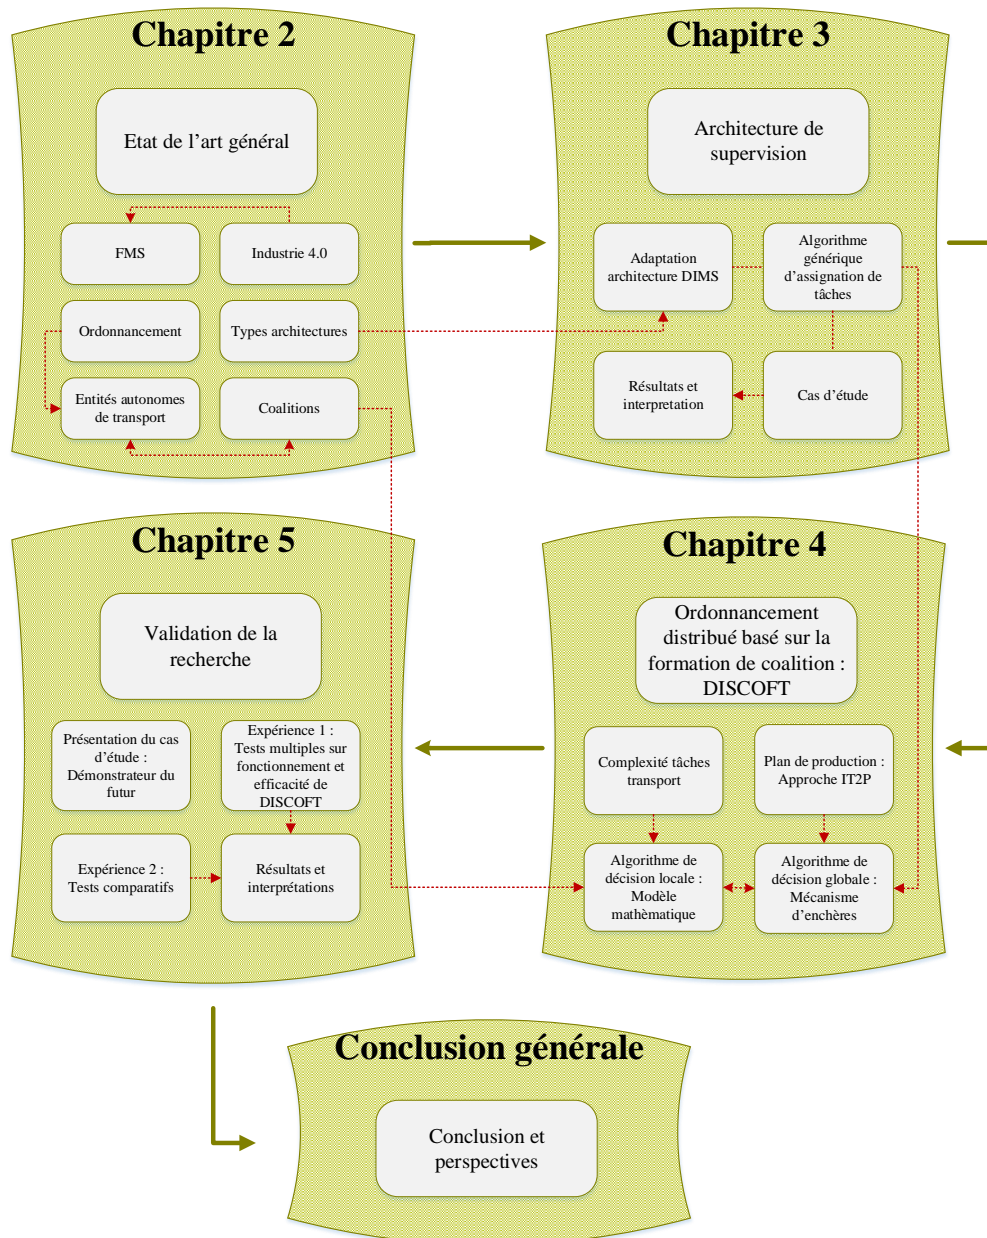 Chapitre 2
Etat de l'art général
FMS
Industrie 4.0
Ordonnancement
Types architectures
Entités autonomes
de transport
Coalitions
Chapitre 3
Architecture de
supervision
Adaptation
architecture DIMS
Algorithme
générique
d'assignation de
tâches
Résultats et
interpretation
Cas d'étude
Chapitre 4
Ordonnancement
distribué basé sur la
formation de coalition :
DISCOFT
Complexité tâches
transport
Plan de production :
Approche IT2P
Algorithme de
décision locale :
Modèle
mathèmatique
Algorithme de
décision globale :
Mécanisme
d'enchères
Chapitre 5
Validation de la
recherche
Présentation du cas
d'étude :
Démonstrateur du
futur
Expérience 1 :
Tests multiples sur
fonctionnement et
efficacité de
DISCOFT
Expérience 2 :
Tests comparatifs
Résultats et
interprétations
Conclusion générale
Conclusion et
perspectives